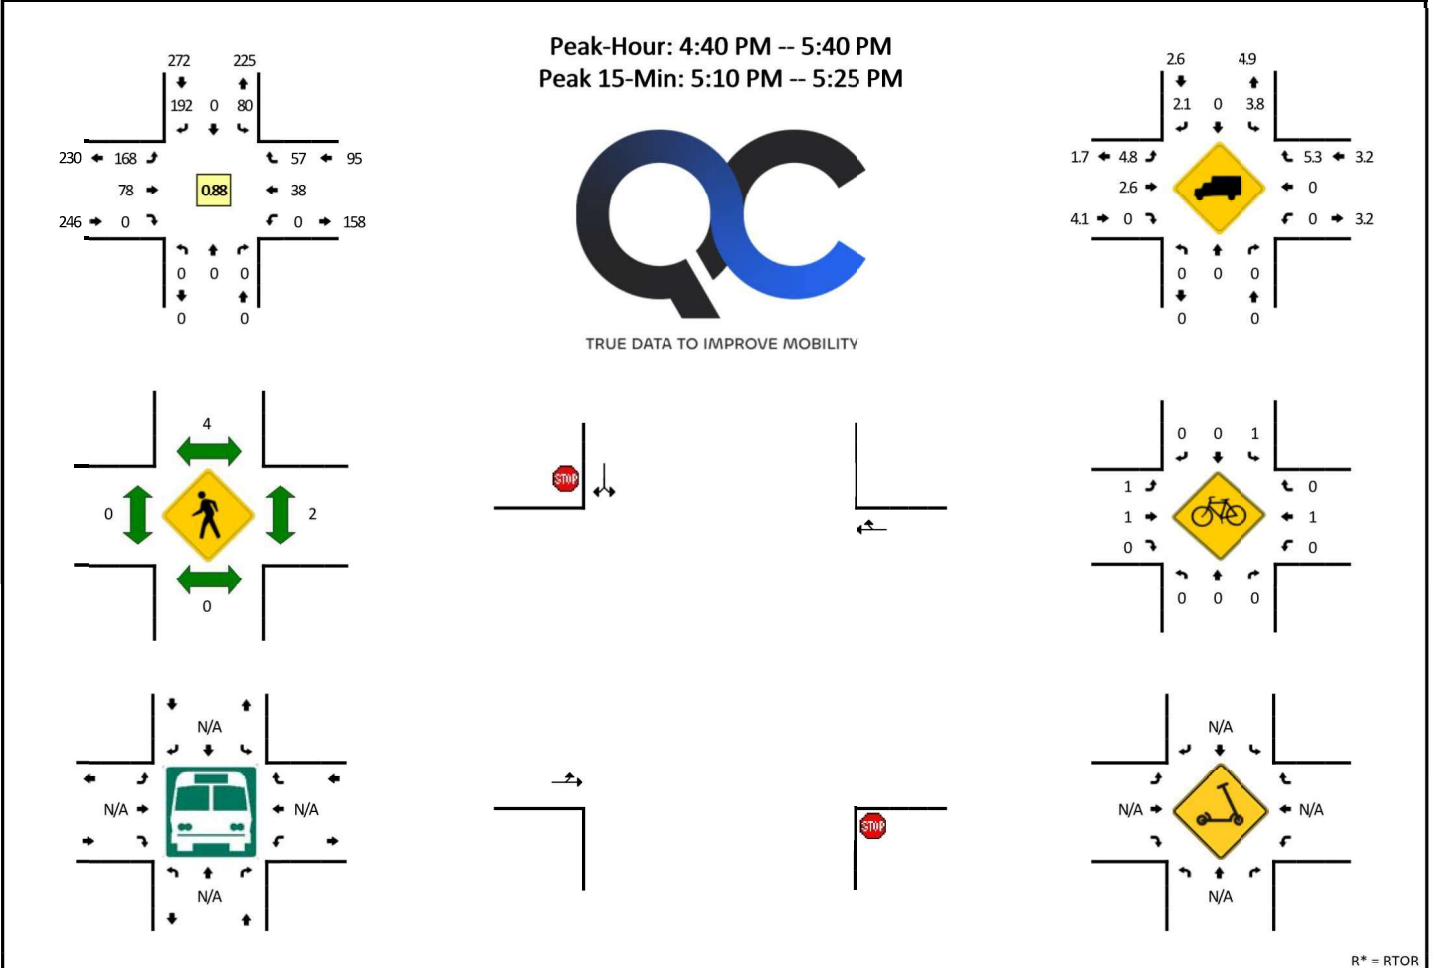 Peak-Hour: 4:40 PM -- 5:40 PM
Peak 15-Min: 5:10 PM -- 5:25 PM
272 225
192 0 80
230 168 57 95
78 0.88 38
246 0 0 158
0 0 0
0 0
TRUE DATA TO IMPROVE MOBILITY
2.6 4.9
2.1 0 3.8
1.7 4.8 5.3 3.2
2.6 0
4.1 0 0 3.2
0 0 0
0 0
4
0 2
0
STOP
STOP
0 0 1
1 0
1 1
0 0
0 0 0
N/A
N/A N/A
N/A
N/A
N/A N/A
N/A
R* = RTOR